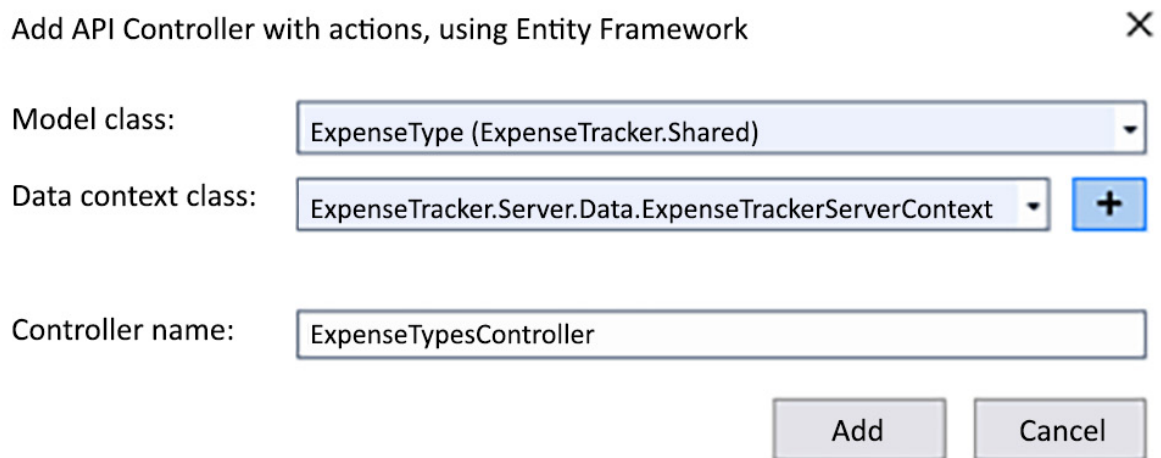 Add API Controller with actions, using Entity Framework
Model class:
ExpenseType (ExpenseTracker.Shared)
Data context class:
ExpenseTracker.Server.Data.ExpenseTrackerServerContext
+
Controller name:
ExpenseTypesController
Add
Cancel